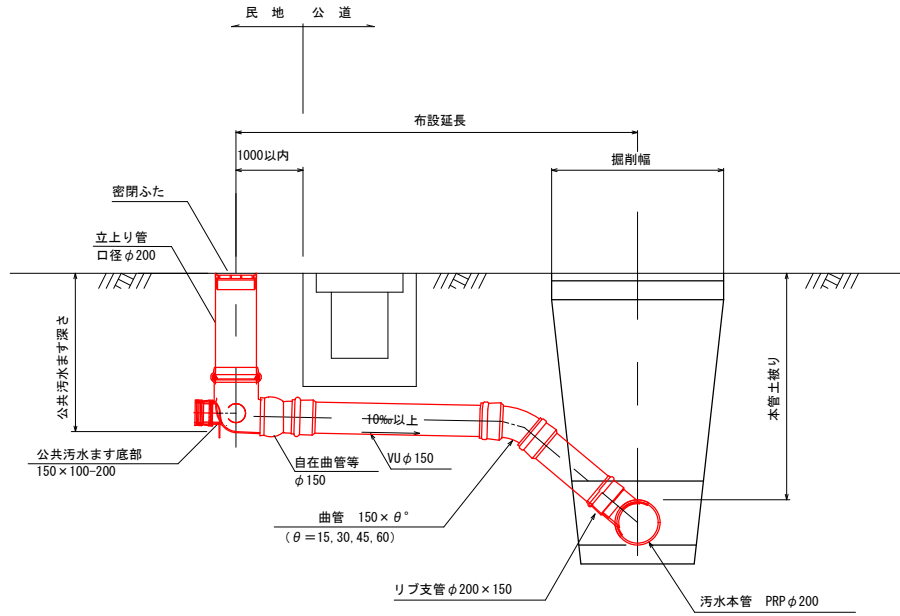 民 地 公 道
布設延長
1000以内
掘削幅
密閉ふた
立上り管
口径φ200
公共汚水ます深さ
本管土被り
10‰以上
公共汚水ます底部
150×100-200
自在曲管等
φ150
VUφ150
曲管 150×θ°
(θ=15,30,45,60)
リブ支管φ200×150
汚水本管 PRPφ200